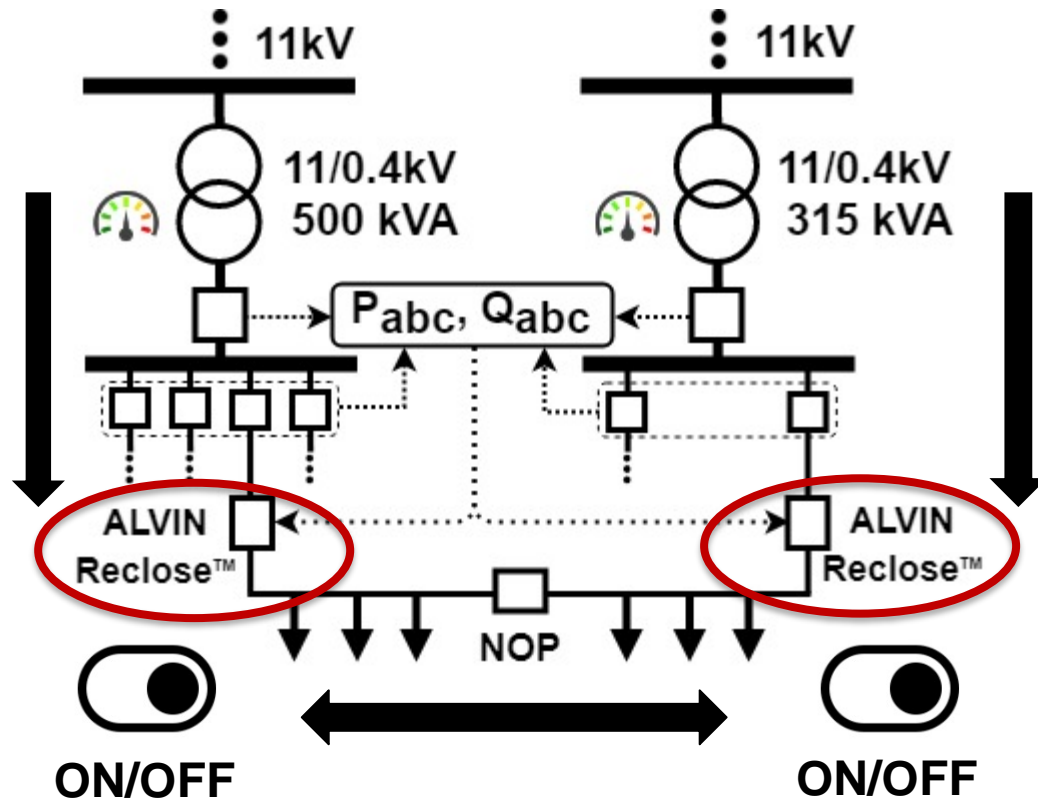 11kV
11kV
11/0.4kV
500 kVA
11/0.4kV
315 kVA
Pabc, Qabc
ALVIN
Reclose™
ALVIN
Reclose™
NOP
ON/OFF
ON/OFF